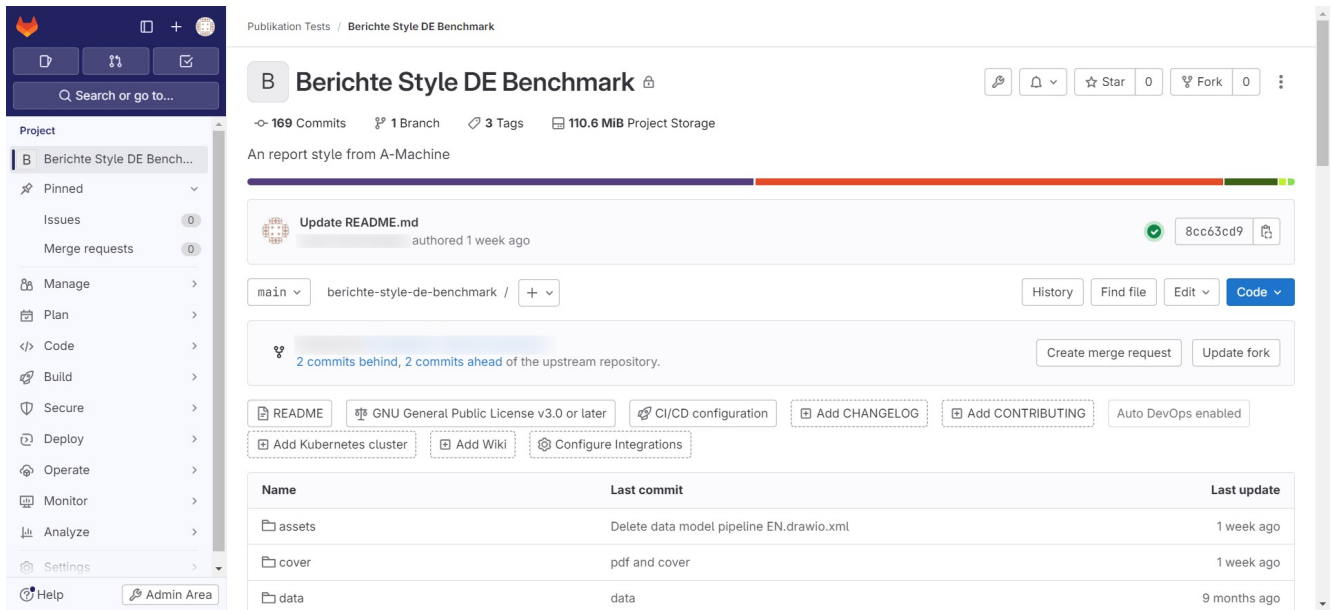 Publikation Tests / Berichte Style DE Benchmark
Search or go to...
Project
B Berichte Style DE Bench...
Pinned
Issues 0
Merge requests 0
Manage
Plan
Code
Build
Secure
Deploy
Operate
Monitor
Analyze
Settings
Help
Admin Area
B Berichte Style DE Benchmark
Star 0
Fork 0
169 Commits 1 Branch 3 Tags 110.6 MiB Project Storage
An report style from A-Machine
Update README.md
authored 1 week ago
8cc63cd9
main berichte-style-de-benchmark / +
History Find file Edit Code
2 commits behind, 2 commits ahead of the upstream repository.
Create merge request Update fork
README GNU General Public License v3.0 or later CI/CD configuration Add CHANGELOG Add CONTRIBUTING Auto DevOps enabled
Add Kubernetes cluster Add Wiki Configure Integrations
Name Last commit Last update
assets Delete data model pipeline EN.drawio.xml 1 week ago
cover pdf and cover 1 week ago
data data 9 months ago